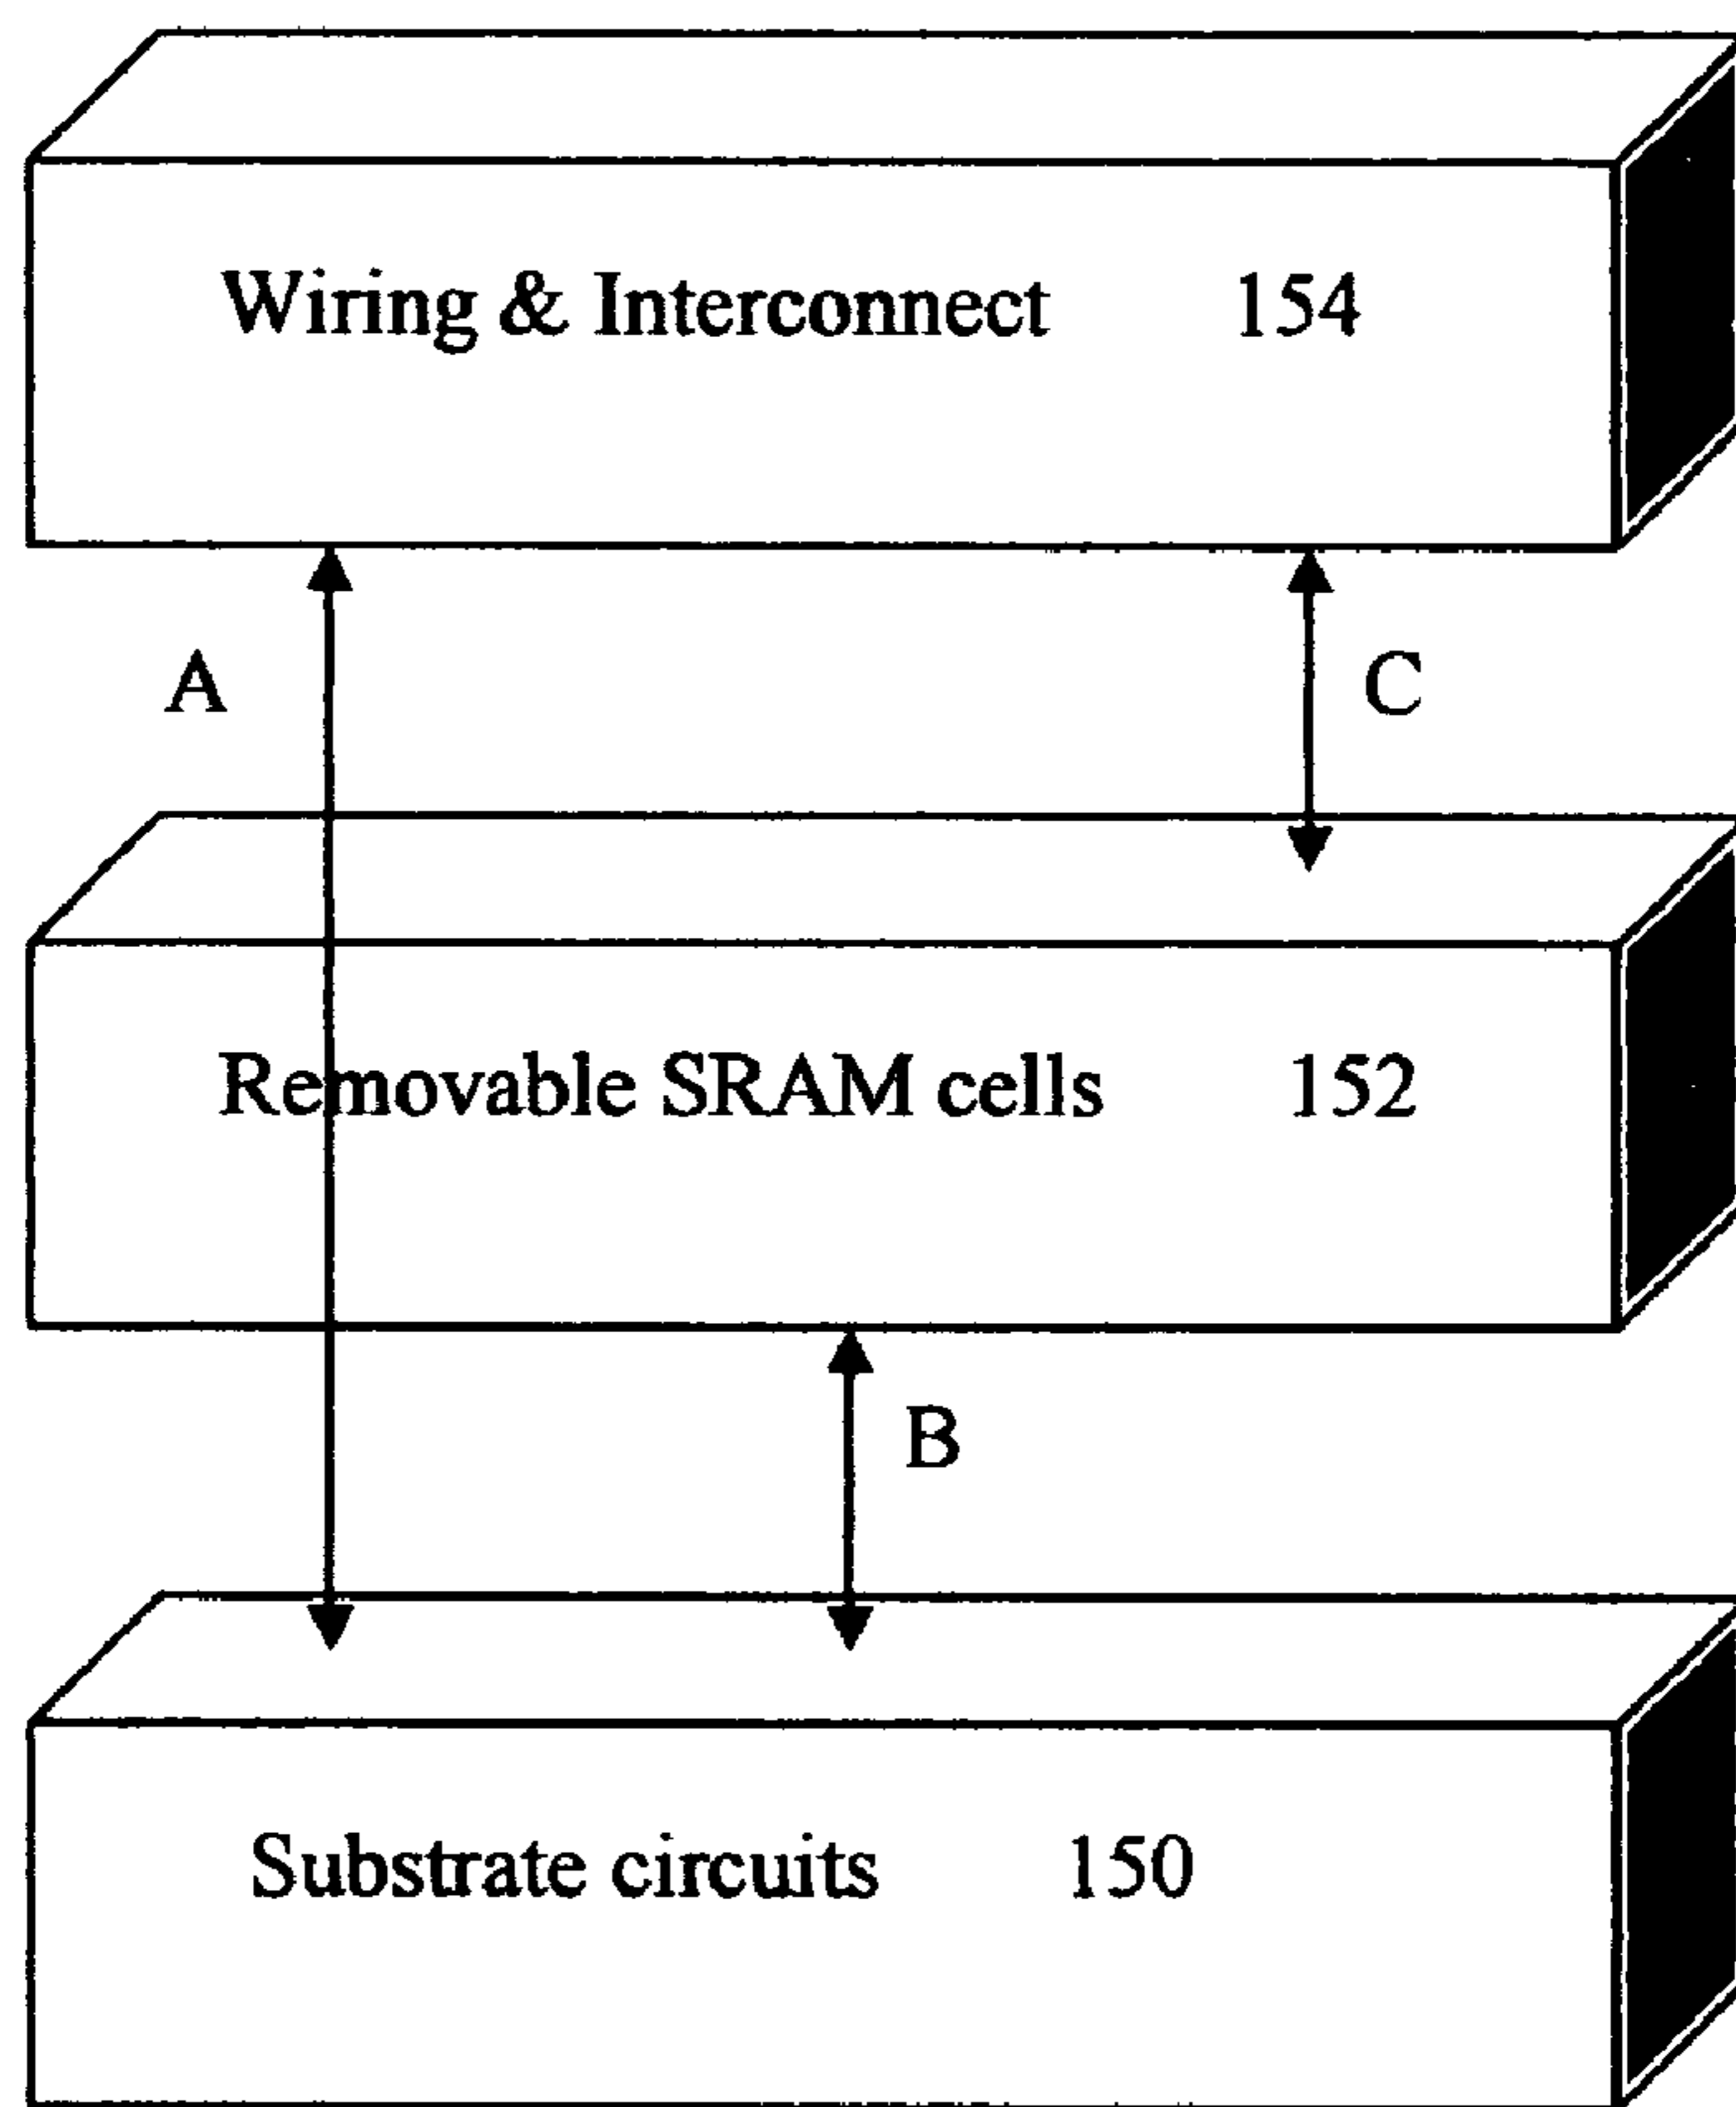 Wiring & Interconnect 154
A
C
Removable SRAM cells 152
B
Substrate circuits 150